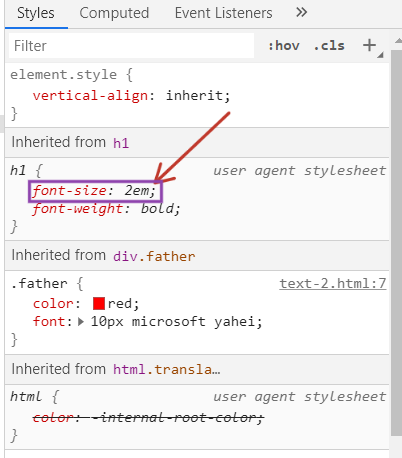 Styles Computed Event Listeners »
Filter :hov .cls +
element.style {
vertical-align: inherit;
}
Inherited from h1
h1 { user agent stylesheet
font-size: 2em;
font-weight: bold;
}
Inherited from div.father
.father { text-2.html:7
color: red;
font: 10px microsoft yahei;
}
Inherited from html.transla…
html { user agent stylesheet
color: -internal-root-color;
}